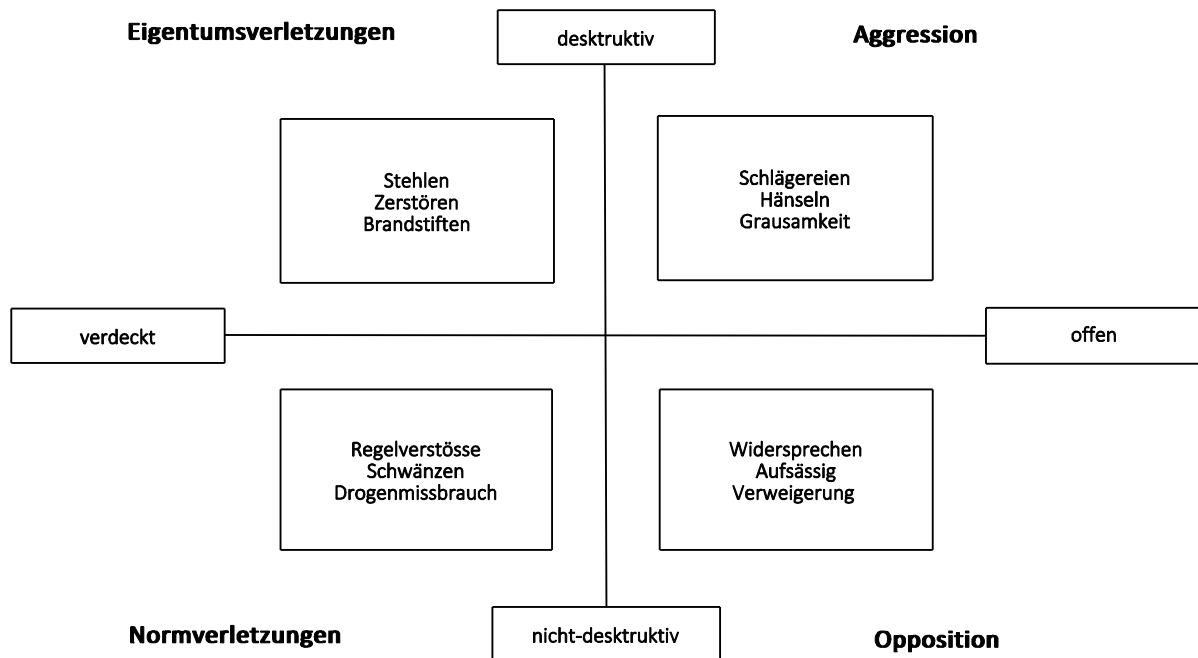 Eigentumsverletzungen
desktruktiv
Aggression
Stehlen
Zerstören
Brandstiften
Schlägereien
Hänseln
Grausamkeit
verdeckt
offen
Regelverstösse
Schwänzen
Drogenmissbrauch
Widersprechen
Aufsässig
Verweigerung
Normverletzungen
nicht-desktruktiv
Opposition